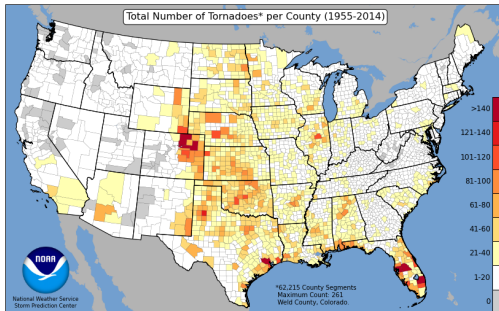 Total Number of Tornadoes* per County (1955-2014)
>140
121-140
101-120
81-100
61-80
41-60
21-40
1-20
0
NOAA
National Weather Service
Storm Prediction Center
*62,215 County Segments
Maximum Count: 261
Weld County, Colorado.